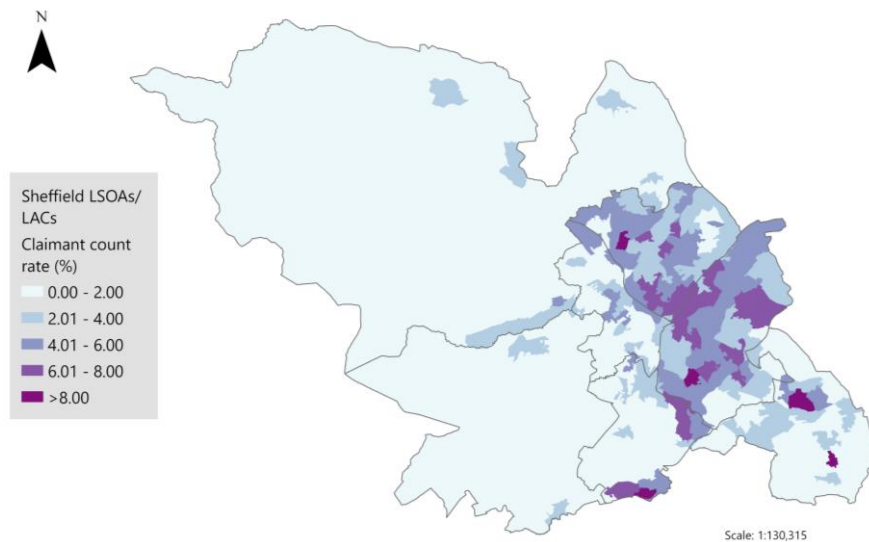 N
Sheffield LSOAs/
LACs
Claimant count
rate (%)
0.00 - 2.00
2.01 - 4.00
4.01 - 6.00
6.01 - 8.00
>8.00
Scale: 1:130,315